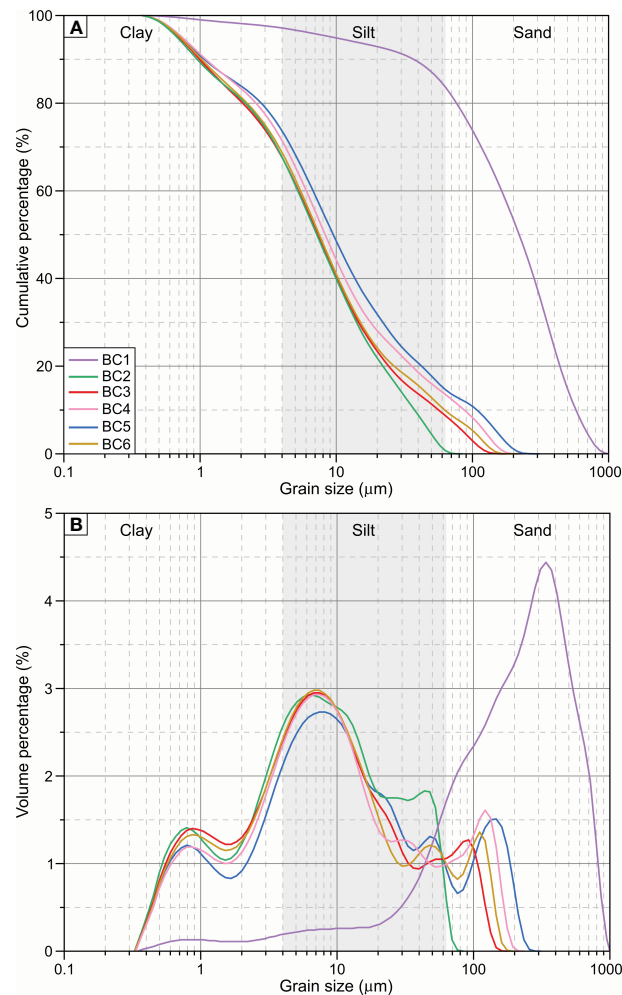 A
Clay Silt Sand
Cumulative percentage (%)
100
80
60
40
20
0
BC1
BC2
BC3
BC4
BC5
BC6
0.1 1 10 100 1000
Grain size (μm)
B
Clay Silt Sand
Volume percentage (%)
5
4
3
2
1
0
0.1 1 10 100 1000
Grain size (μm)